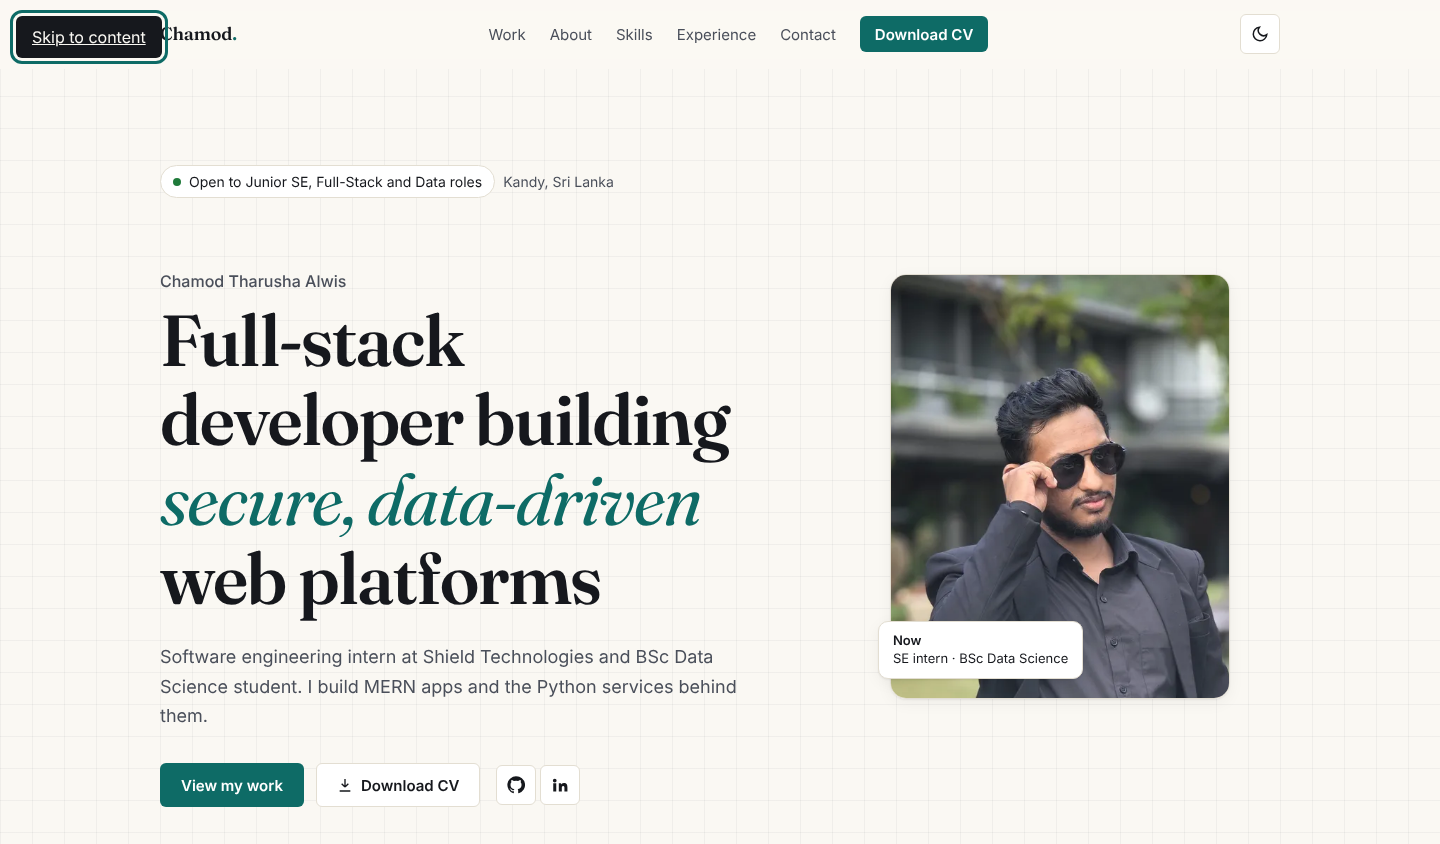 Skip to content
Chamod.
Work
About
Skills
Experience
Contact
Download CV
Open to Junior SE, Full-Stack and Data roles
Kandy, Sri Lanka
Chamod Tharusha Alwis
Full-stack
developer building
secure, data-driven
web platforms
Software engineering intern at Shield Technologies and BSc Data
Science student. I build MERN apps and the Python services behind
them.
Now
SE intern · BSc Data Science
View my work
Download CV
in